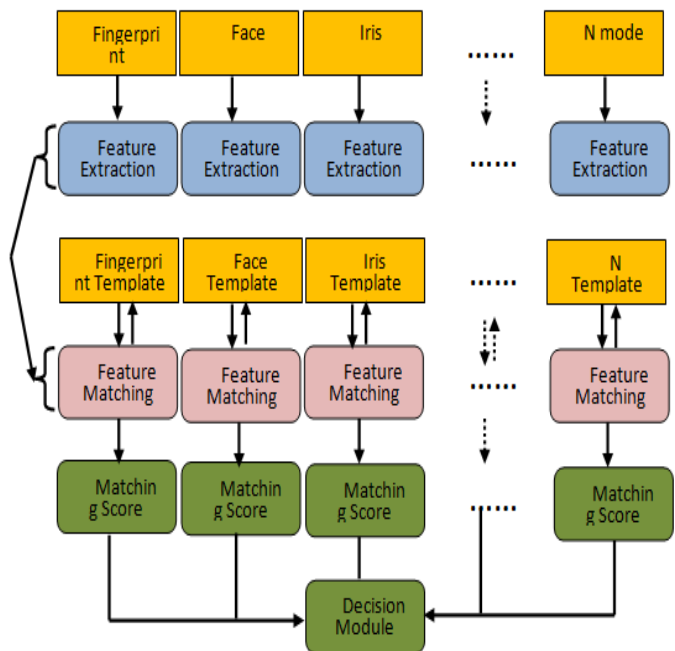 Fingerpri
nt
Face
Iris
......
N mode
Feature
Extraction
Feature
Extraction
Feature
Extraction
......
Feature
Extraction
Fingerpri
nt Template
Face
Template
Iris
Template
......
N
Template
Feature
Matching
Feature
Matching
Feature
Matching
......
Feature
Matching
Matchin
g Score
Matchin
g Score
Matchin
g Score
......
Matchin
g Score
Decision
Module